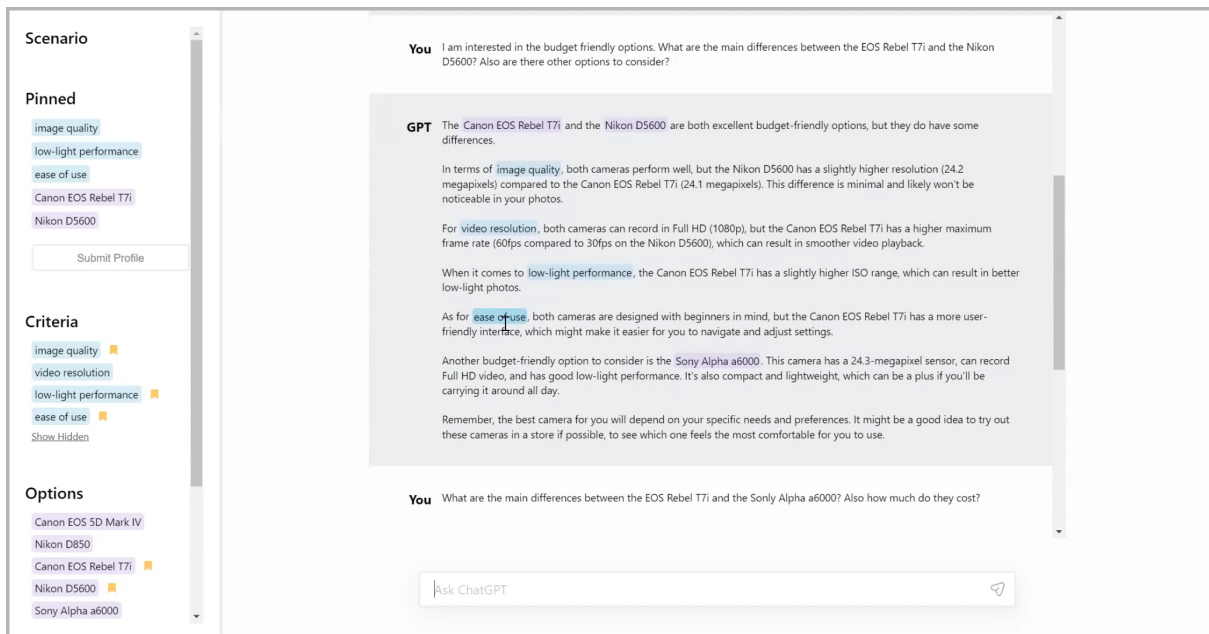 Scenario
Pinned
image quality
low-light performance
ease of use
Canon EOS Rebel T7i
Nikon D5600
Submit Profile
Criteria
image quality
video resolution
low-light performance
ease of use
Show Hidden
Options
Canon EOS 5D Mark IV
Nikon D850
Canon EOS Rebel T7i
Nikon D5600
Sony Alpha a6000
You I am interested in the budget friendly options. What are the main differences between the EOS Rebel T7i and the Nikon
D5600? Also are there other options to consider?
GPT The Canon EOS Rebel T7i and the Nikon D5600 are both excellent budget-friendly options, but they do have some
differences.
In terms of image quality, both cameras perform well, but the Nikon D5600 has a slightly higher resolution (24.2
megapixels) compared to the Canon EOS Rebel T7i (24.1 megapixels). This difference is minimal and likely won't be
noticeable in your photos.
For video resolution, both cameras can record in Full HD (1080p), but the Canon EOS Rebel T7i has a higher maximum
frame rate (60fps compared to 30fps on the Nikon D5600), which can result in smoother video playback.
When it comes to low-light performance, the Canon EOS Rebel T7i has a slightly higher ISO range, which can result in better
low-light photos.
As for ease of use, both cameras are designed with beginners in mind, but the Canon EOS Rebel T7i has a more user-
friendly interface, which might make it easier for you to navigate and adjust settings.
Another budget-friendly option to consider is the Sony Alpha a6000. This camera has a 24.3-megapixel sensor, can record
Full HD video, and has good low-light performance. It's also compact and lightweight, which can be a plus if you'll be
carrying it around all day.
Remember, the best camera for you will depend on your specific needs and preferences. It might be a good idea to try out
these cameras in a store if possible, to see which one feels the most comfortable for you to use.
You What are the main differences between the EOS Rebel T7i and the Sonly Alpha a6000? Also how much do they cost?
Ask ChatGPT